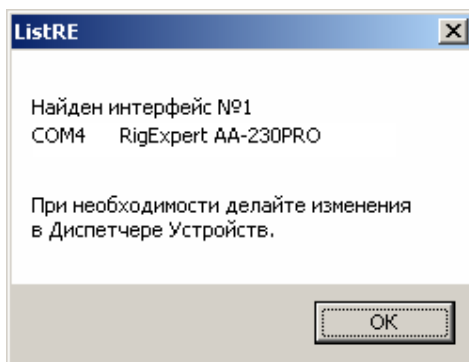 ListRE
Найден интерфейс №1
COM4 RigExpert AA-230PRO
При необходимости делайте изменения
в Диспетчере Устройств.
OK